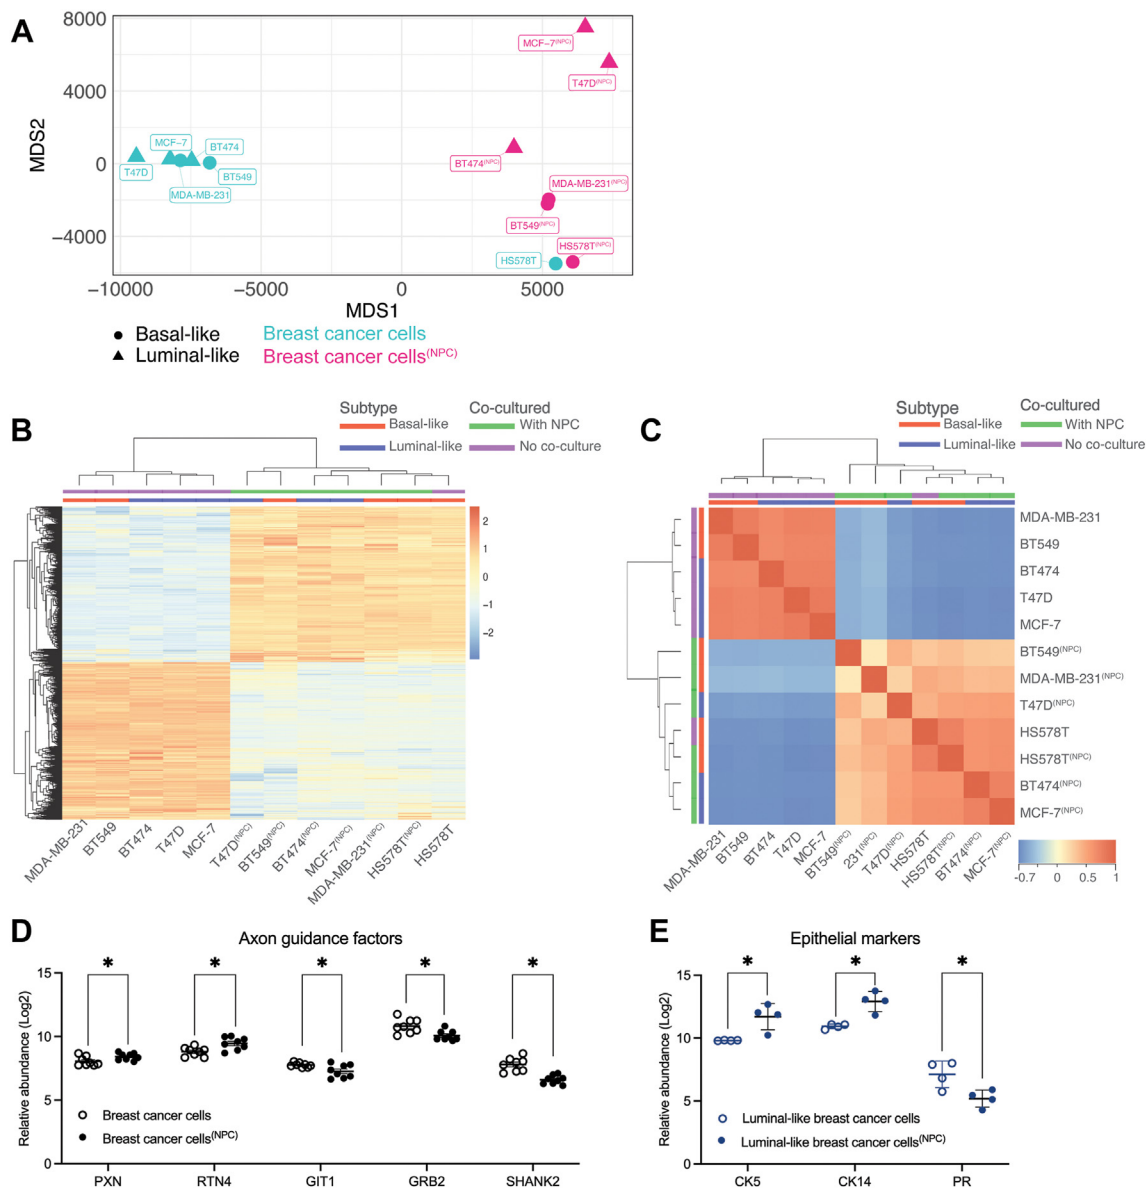 A
8000
4000
0
−4000
MDS2
MCF−7(NPC)
T47D(NPC)
MCF−7
BT474
T47D
BT549
MDA-MB-231
BT474(NPC)
MDA-MB-231(NPC)
BT549(NPC)
HS578T(NPC)
HS578T
−10000
−5000
0
5000
MDS1
Basal-like
Breast cancer cells
Luminal-like
Breast cancer cells(NPC)
B
Subtype
Co-cultured
Basal-like
With NPC
Luminal-like
No co-culture
2
1
0
−1
−2
MDA-MB-231
BT549
BT474
T47D
MCF-7
T47D(NPC)
BT549(NPC)
BT474(NPC)
MCF-7(NPC)
MDA-MB-231(NPC)
HS578T(NPC)
HS578T
C
Subtype
Co-cultured
Basal-like
With NPC
Luminal-like
No co-culture
MDA-MB-231
BT549
BT474
T47D
MCF-7
BT549(NPC)
MDA-MB-231(NPC)
T47D(NPC)
HS578T
HS578T(NPC)
BT474(NPC)
MCF-7(NPC)
MDA-MB-231
BT549
BT474
T47D
MCF-7
BT549(NPC)
231(NPC)
T47D(NPC)
HS578T
HS578T(NPC)
BT474(NPC)
MCF-7(NPC)
-0.7
0
0.5
1
D
Axon guidance factors
Relative abundance (Log2)
15
10
5
0
* * * * *
Breast cancer cells
Breast cancer cells(NPC)
PXN
RTN4
GIT1
GRB2
SHANK2
E
Epithelial markers
Relative abundance (Log2)
15
10
5
0
* * *
Luminal-like breast cancer cells
Luminal-like breast cancer cells(NPC)
CK5
CK14
PR